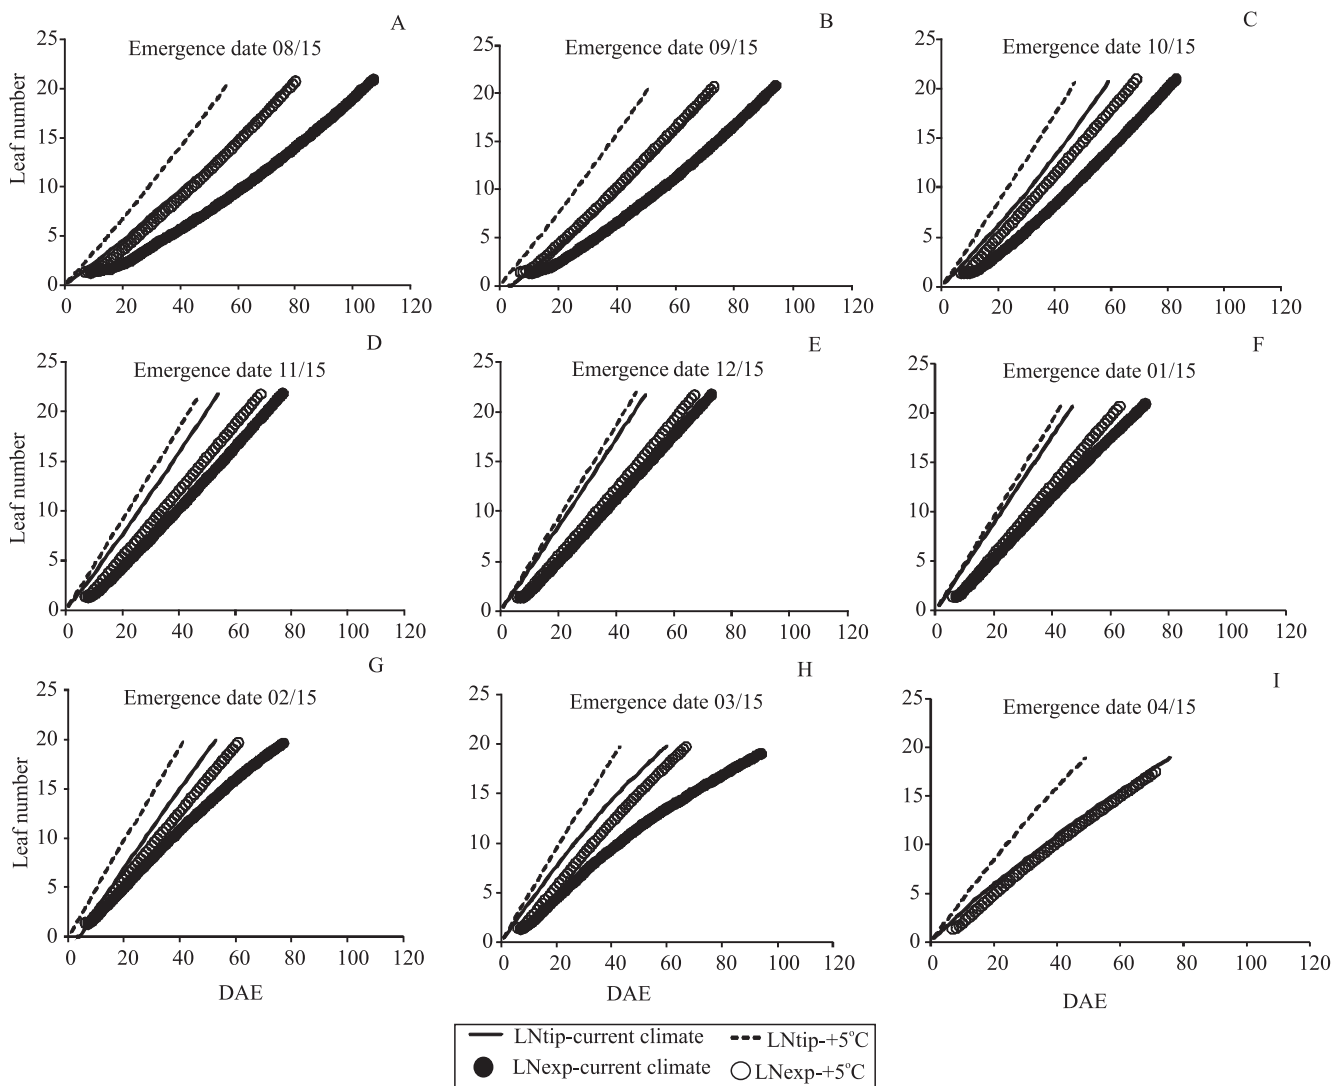 A
B
C
Emergence date 08/15
Emergence date 09/15
Emergence date 10/15
Leaf number
25
20
15
10
5
0
0 20 40 60 80 100 120
25
20
15
10
5
0
0 20 40 60 80 100 120
25
20
15
10
5
0
0 20 40 60 80 100 120
D
E
F
Emergence date 11/15
Emergence date 12/15
Emergence date 01/15
Leaf number
25
20
15
10
5
0
0 20 40 60 80 100 120
25
20
15
10
5
0
0 20 40 60 80 100 120
25
20
15
10
5
0
0 20 40 60 80 100 120
G
H
I
Emergence date 02/15
Emergence date 03/15
Emergence date 04/15
Leaf number
25
20
15
10
5
0
0 20 40 60 80 100 120
25
20
15
10
5
0
0 20 40 60 80 100 120
25
20
15
10
5
0
0 20 40 60 80 100 120
DAE
DAE
DAE
LNtip-current climate
LNtip-+5°C
LNexp-current climate
LNexp-+5°C